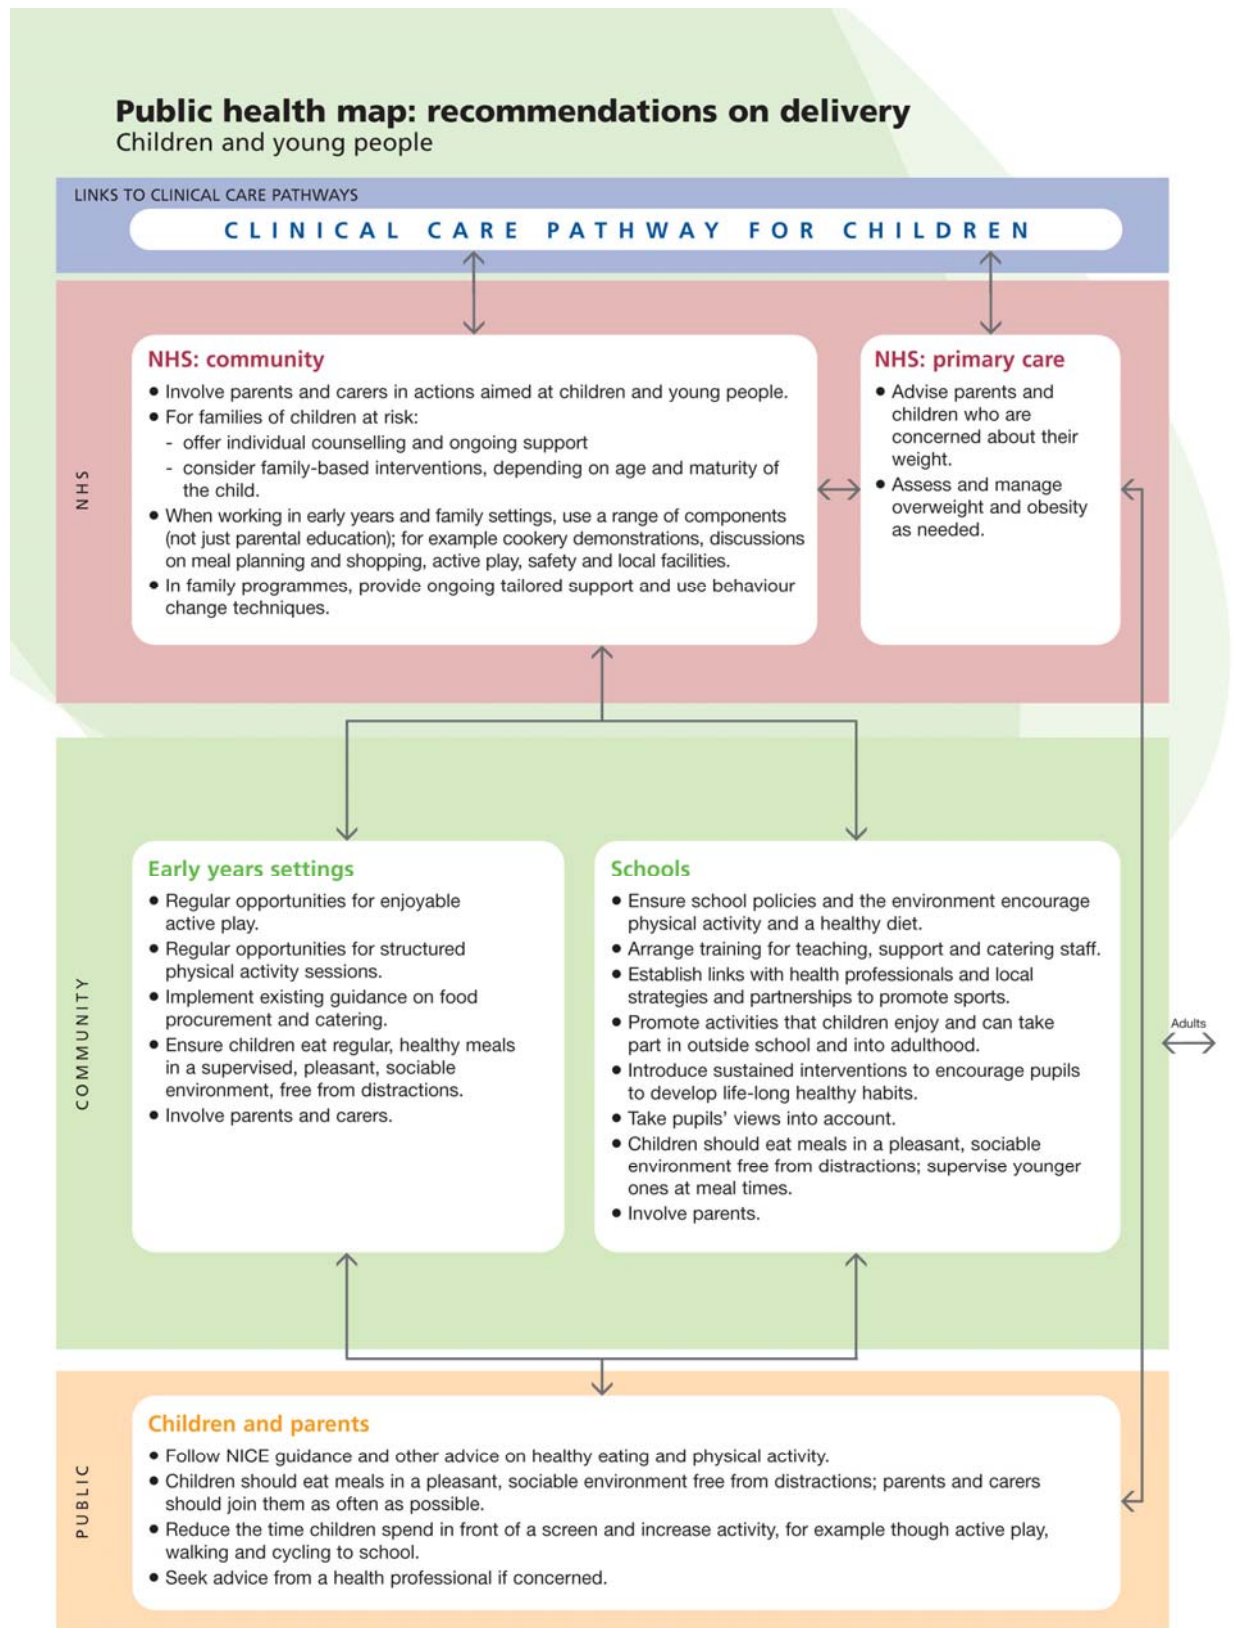 Public health map: recommendations on delivery
Children and young people
LINKS TO CLINICAL CARE PATHWAYS
CLINICAL CARE PATHWAY FOR CHILDREN
NHS
NHS: community
• Involve parents and carers in actions aimed at children and young people.
• For families of children at risk:
- offer individual counselling and ongoing support
- consider family-based interventions, depending on age and maturity of
the child.
• When working in early years and family settings, use a range of components
(not just parental education); for example cookery demonstrations, discussions
on meal planning and shopping, active play, safety and local facilities.
• In family programmes, provide ongoing tailored support and use behaviour
change techniques.
NHS: primary care
• Advise parents and
children who are
concerned about their
weight.
• Assess and manage
overweight and obesity
as needed.
COMMUNITY
Early years settings
• Regular opportunities for enjoyable
active play.
• Regular opportunities for structured
physical activity sessions.
• Implement existing guidance on food
procurement and catering.
• Ensure children eat regular, healthy meals
in a supervised, pleasant, sociable
environment, free from distractions.
• Involve parents and carers.
Schools
• Ensure school policies and the environment encourage
physical activity and a healthy diet.
• Arrange training for teaching, support and catering staff.
• Establish links with health professionals and local
strategies and partnerships to promote sports.
• Promote activities that children enjoy and can take
part in outside school and into adulthood.
• Introduce sustained interventions to encourage pupils
to develop life-long healthy habits.
• Take pupils’ views into account.
• Children should eat meals in a pleasant, sociable
environment free from distractions; supervise younger
ones at meal times.
• Involve parents.
Adults
PUBLIC
Children and parents
• Follow NICE guidance and other advice on healthy eating and physical activity.
• Children should eat meals in a pleasant, sociable environment free from distractions; parents and carers
should join them as often as possible.
• Reduce the time children spend in front of a screen and increase activity, for example though active play,
walking and cycling to school.
• Seek advice from a health professional if concerned.